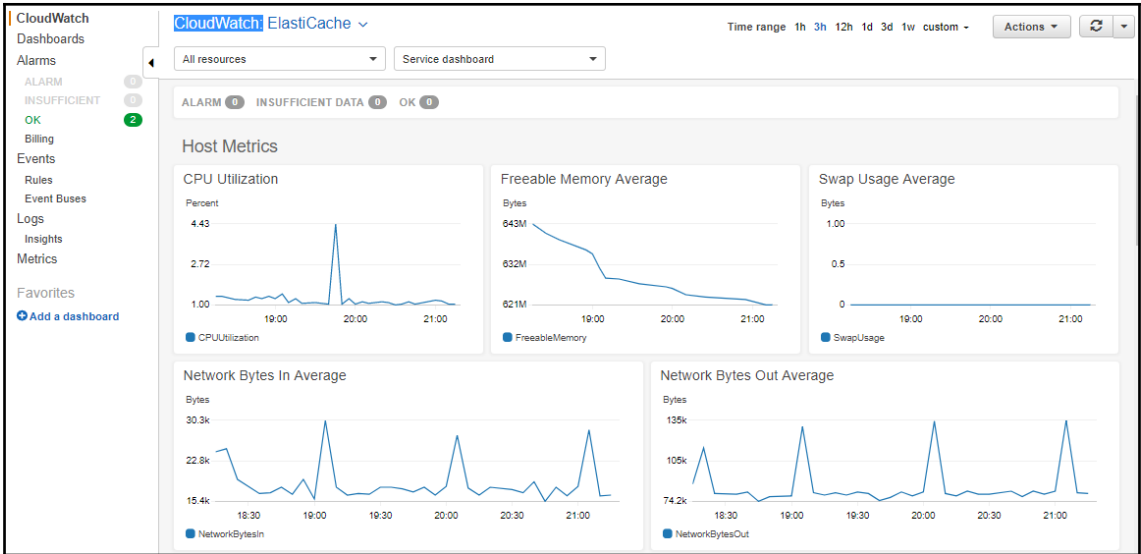 CloudWatch
Dashboards
Alarms
ALARM 0
INSUFFICIENT 0
OK 2
Billing
Events
Rules
Event Buses
Logs
Insights
Metrics
Favorites
Add a dashboard
CloudWatch: ElastiCache
Time range 1h 3h 12h 1d 3d 1w custom
Actions
All resources
Service dashboard
ALARM 0 INSUFFICIENT DATA 0 OK 0
Host Metrics
CPU Utilization
Percent
4.43
2.72
1.00
19:00 20:00 21:00
CPUUtilization
Freeable Memory Average
Bytes
643M
632M
621M
19:00 20:00 21:00
FreeableMemory
Swap Usage Average
Bytes
1.00
0.5
0
19:00 20:00 21:00
SwapUsage
Network Bytes In Average
Bytes
30.3k
22.8k
15.4k
18:30 19:00 19:30 20:00 20:30 21:00
NetworkBytesIn
Network Bytes Out Average
Bytes
135k
105k
74.2k
18:30 19:00 19:30 20:00 20:30 21:00
NetworkBytesOut